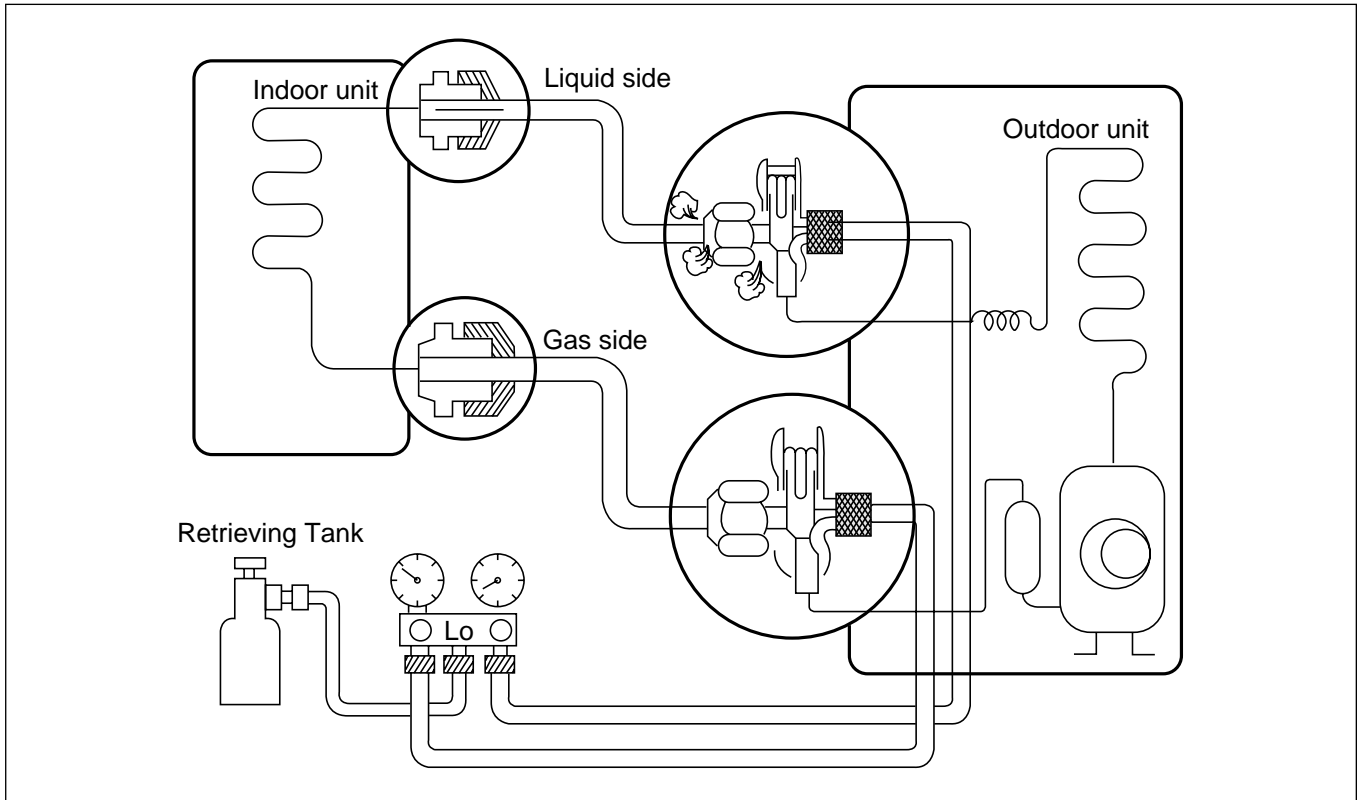 Indoor unit
Liquid side
Outdoor unit
Gas side
Retrieving Tank
Lo